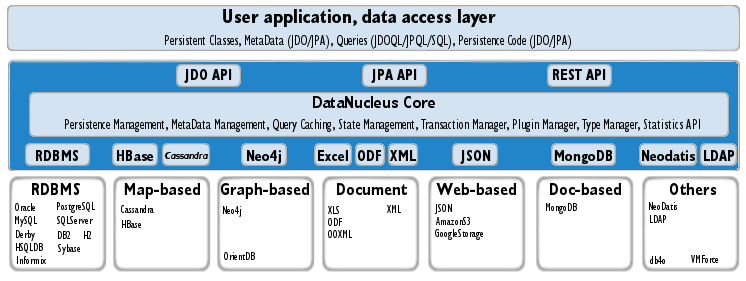 User application, data access layer
Persistent Classes, MetaData (JDO/JPA), Queries (JDOQL/JPQL/SQL), Persistence Code (JDO/JPA)
JDO API JPA API REST API
DataNucleus Core
Persistence Management, MetaData Management, Query Caching, State Management, Transaction Manager, Plugin Manager, Type Manager, Statistics API
RDBMS HBase Cassandra Neo4j Excel ODF XML JSON MongoDB Neodatis LDAP
RDBMS
Oracle PostgreSQL
MySQL SQLServer
Derby DB2 H2
HSQLDB Sybase
Informix
Map-based
Cassandra
HBase
Graph-based
Neo4j
OrientDB
Document
XLS XML
ODF
OOXML
Web-based
JSON
AmazonS3
GoogleStorage
Doc-based
MongoDB
Others
NeoDatis
LDAP
db4o VMForce